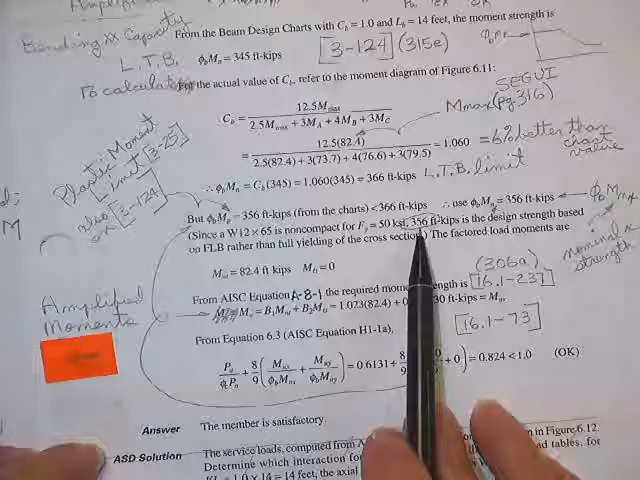 Amplifi
Bending XX Capacity
From the Beam Design Charts with Cb = 1.0 and Lb = 14 feet, the moment strength is
L.T.B. ϕbMn = 345 ft-kips
[3-124] (315e)
ϕbMn
To calculate
For the actual value of Cb, refer to the moment diagram of Figure 6.11:
SEGUI
Mmax (pg 316)
Cb = 12.5Mmax / 2.5Mmax + 3MA + 4MB + 3MC
= 12.5(82.4) / 2.5(82.4) + 3(73.7) + 4(76.6) + 3(79.5) = 1.060
= 6% better than
chart
value
∴ ϕbMn = Cb(345) = 1.060(345) = 366 ft-kips
L.T.B. limit
Plastic Moment
Limit [3-25]
also
[3-124]
But ϕbMp = 356 ft-kips (from the charts) < 366 ft-kips ∴ use ϕbMn = 356 ft-kips
ϕbMnx
(Since a W12 × 65 is noncompact for Fy = 50 ksi, 356 ft-kips is the design strength based
on FLB rather than full yielding of the cross section.) The factored load moments are
nominal x
strength
Mnt = 82.4 ft-kips Mℓt = 0
(306a)
From AISC Equation A-8-1 the required moment strength is
[16.1-237]
Mu = B1Mnt + B2Mℓt = 1.023(82.4) + 0 30 ft-kips = Mux
Amplified
Moments
[16.1-73]
From Equation 6.3 (AISC Equation H1-1a),
Pu / ϕcPn + 8/9 ( Mux / ϕbMnx + Muy / ϕbMny ) = 0.6131 + 8/9 + 0 ) = 0.824 < 1.0 (OK)
Answer The member is satisfactory.
ASD Solution The service loads, computed from in Figure 6.12.
Determine which interaction fo d tables, for
1.0 × 14 = 14 feet, the axial